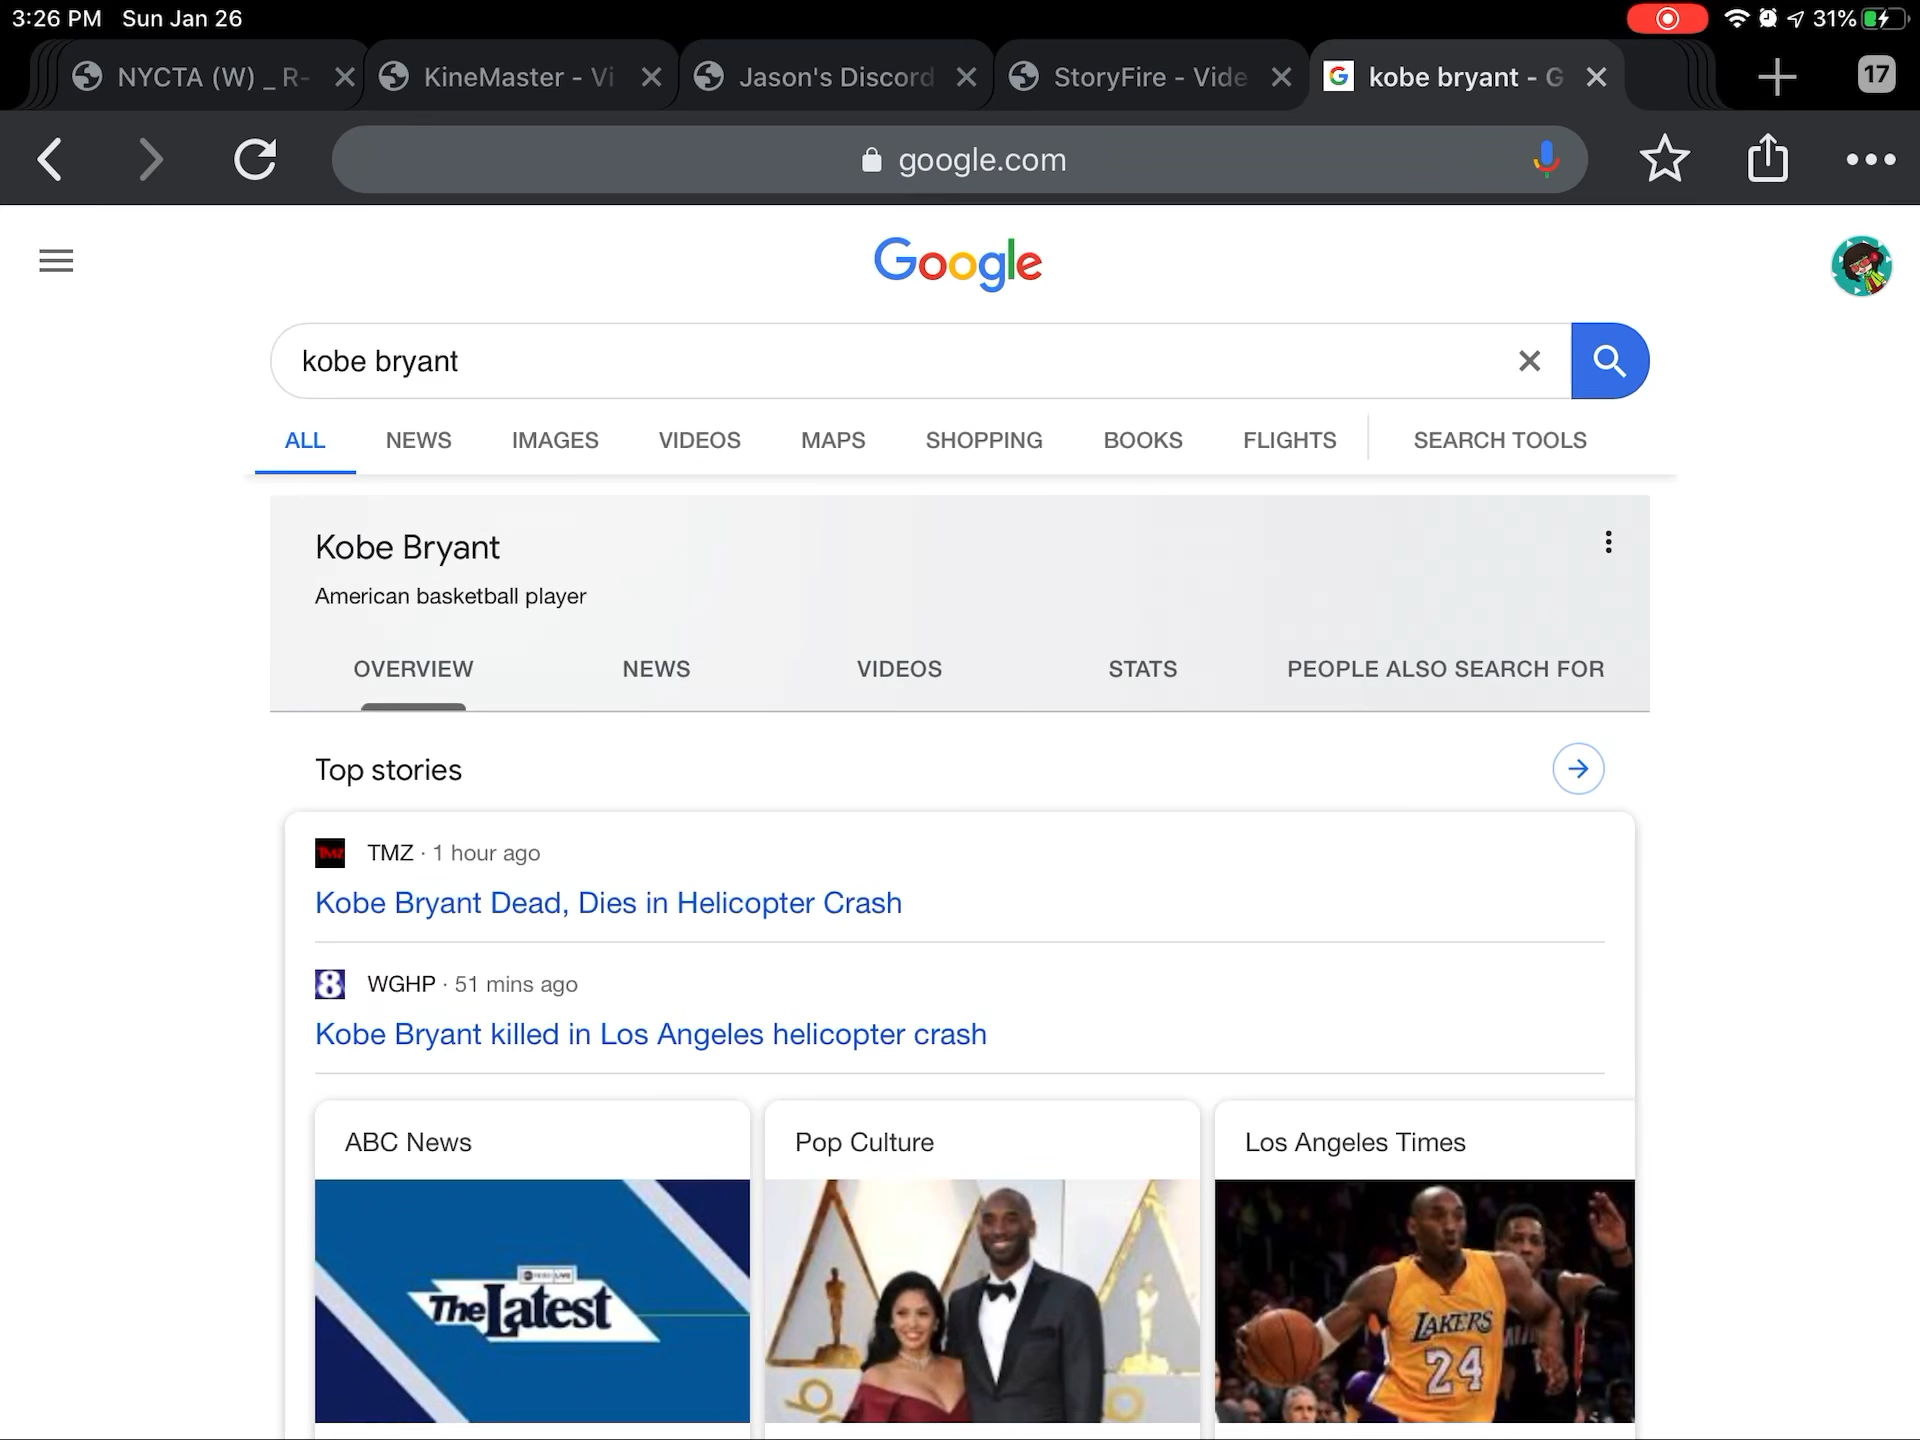 3:26 PM Sun Jan 26
31%
NYCTA (W) _ R-
KineMaster - Vi
Jason's Discord
StoryFire - Vide
kobe bryant - G
17
google.com
Google
kobe bryant
ALL NEWS IMAGES VIDEOS MAPS SHOPPING BOOKS FLIGHTS SEARCH TOOLS
Kobe Bryant
American basketball player
OVERVIEW NEWS VIDEOS STATS PEOPLE ALSO SEARCH FOR
Top stories
TMZ
TMZ · 1 hour ago
Kobe Bryant Dead, Dies in Helicopter Crash
8
WGHP · 51 mins ago
Kobe Bryant killed in Los Angeles helicopter crash
ABC News
Pop Culture
Los Angeles Times
The Latest
LAKERS
24